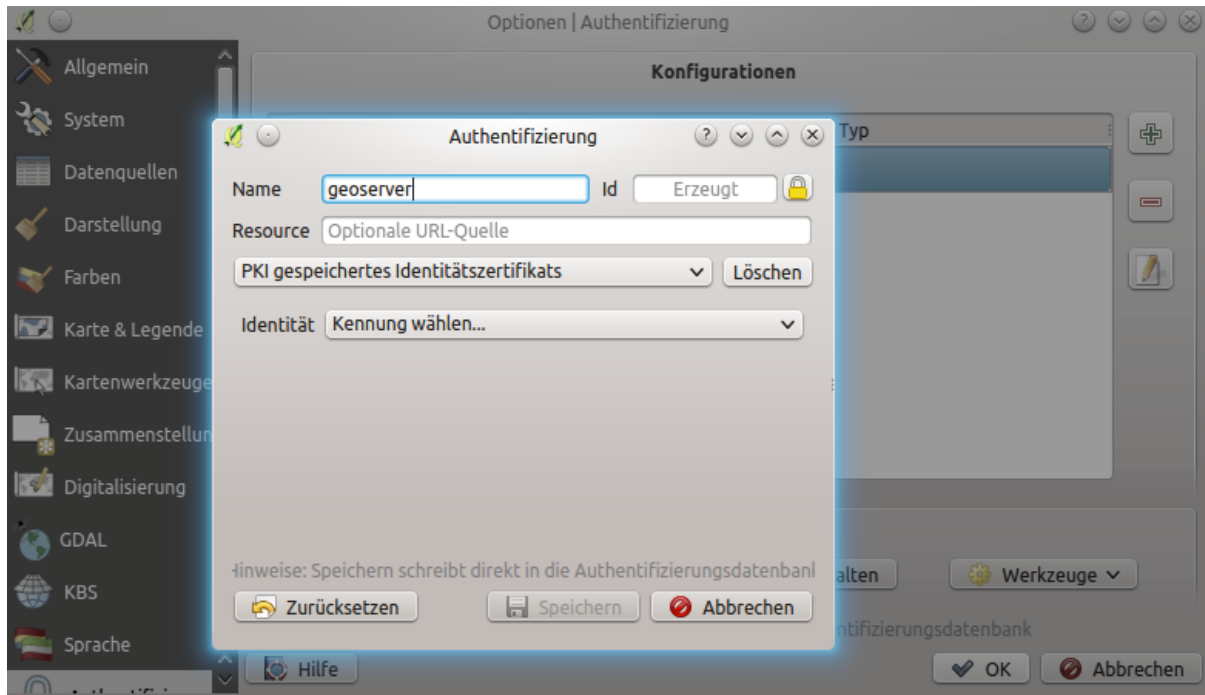 Optionen | Authentifizierung
Allgemein
System
Datenquellen
Darstellung
Farben
Karte & Legende
Kartenwerkzeuge
Zusammenstellun
Digitalisierung
GDAL
KBS
Sprache
Konfigurationen
Typ
Authentifizierung
Name geoserver Id Erzeugt
Resource Optionale URL-Quelle
PKI gespeichertes Identitätszertifikats Löschen
Identität Kennung wählen...
Hinweise: Speichern schreibt direkt in die Authentifizierungsdatenbank
Zurücksetzen Speichern Abbrechen
alten Werkzeuge
ntifizierungsdatenbank
Hilfe OK Abbrechen